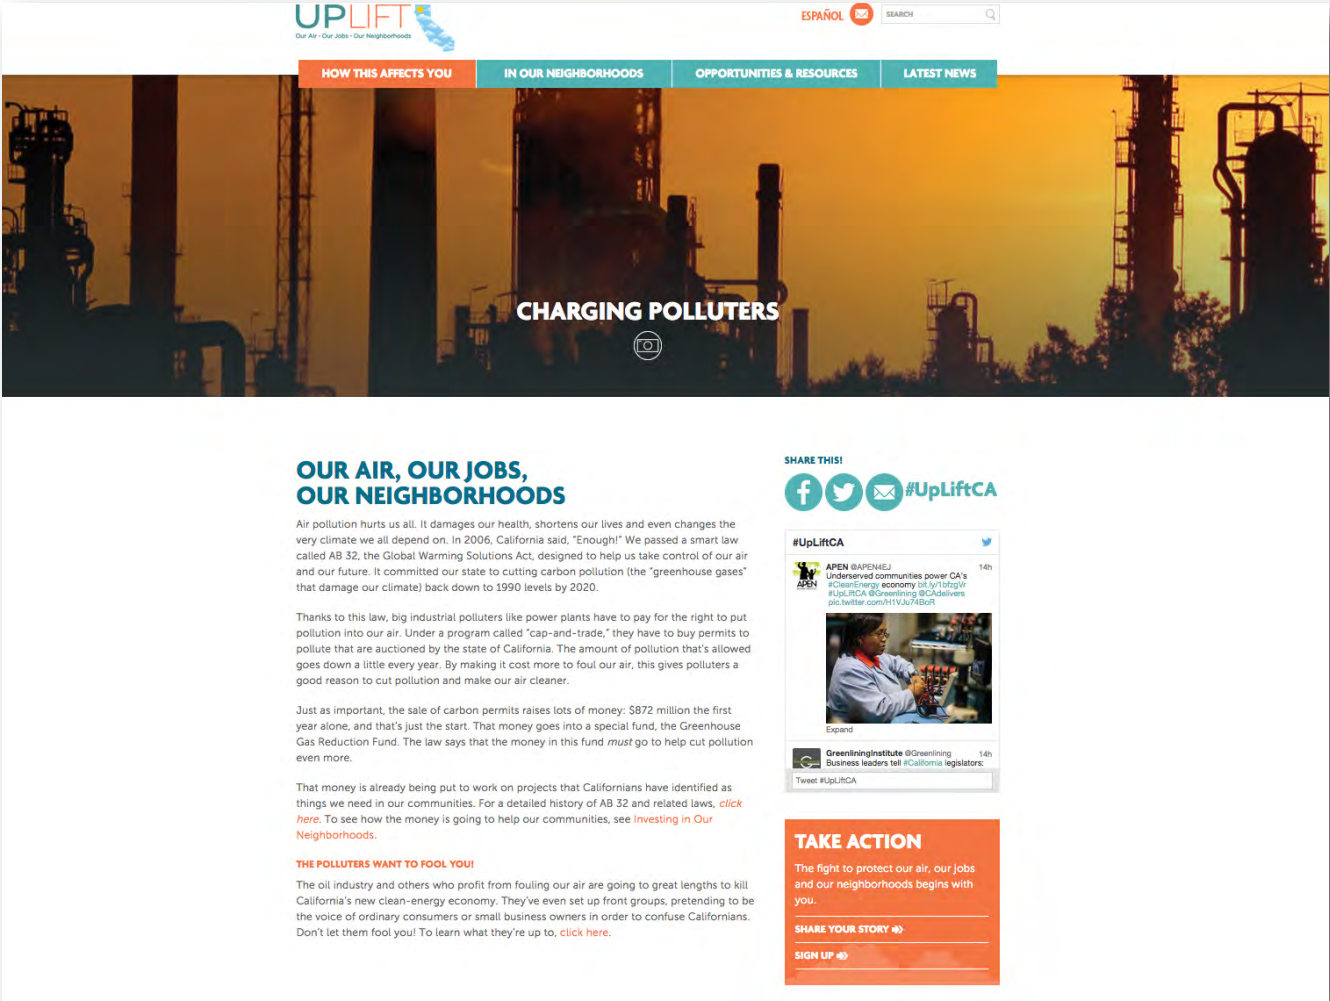 UPLIFT
Our Air • Our Jobs • Our Neighborhoods
ESPAÑOL
SEARCH
HOW THIS AFFECTS YOU
IN OUR NEIGHBORHOODS
OPPORTUNITIES & RESOURCES
LATEST NEWS
CHARGING POLLUTERS
OUR AIR, OUR JOBS,
OUR NEIGHBORHOODS
Air pollution hurts us all. It damages our health, shortens our lives and even changes the
very climate we all depend on. In 2006, California said, "Enough!" We passed a smart law
called AB 32, the Global Warming Solutions Act, designed to help us take control of our air
and our future. It committed our state to cutting carbon pollution (the "greenhouse gases"
that damage our climate) back down to 1990 levels by 2020.
Thanks to this law, big industrial polluters like power plants have to pay for the right to put
pollution into our air. Under a program called "cap-and-trade," they have to buy permits to
pollute that are auctioned by the state of California. The amount of pollution that's allowed
goes down a little every year. By making it cost more to foul our air, this gives polluters a
good reason to cut pollution and make our air cleaner.
Just as important, the sale of carbon permits raises lots of money: $872 million the first
year alone, and that's just the start. That money goes into a special fund, the Greenhouse
Gas Reduction Fund. The law says that the money in this fund must go to help cut pollution
even more.
That money is already being put to work on projects that Californians have identified as
things we need in our communities. For a detailed history of AB 32 and related laws, click
here. To see how the money is going to help our communities, see Investing in Our
Neighborhoods.
THE POLLUTERS WANT TO FOOL YOU!
The oil industry and others who profit from fouling our air are going to great lengths to kill
California's new clean-energy economy. They've even set up front groups, pretending to be
the voice of ordinary consumers or small business owners in order to confuse Californians.
Don't let them fool you! To learn what they're up to, click here.
SHARE THIS!
#UpLiftCA
#UpLiftCA
APEN
APEN @APEN4EJ 14h
Underserved communities power CA's
#CleanEnergy economy bit.ly/1bfzgVr
#UpLiftCA @Greenlining @CAdelivers
pic.twitter.com/H1VJu74BoR
Expand
GreenliningInstitute @Greenlining 14h
Business leaders tell #California legislators:
Tweet #UpLiftCA
TAKE ACTION
The fight to protect our air, our jobs
and our neighborhoods begins with
you.
SHARE YOUR STORY
SIGN UP